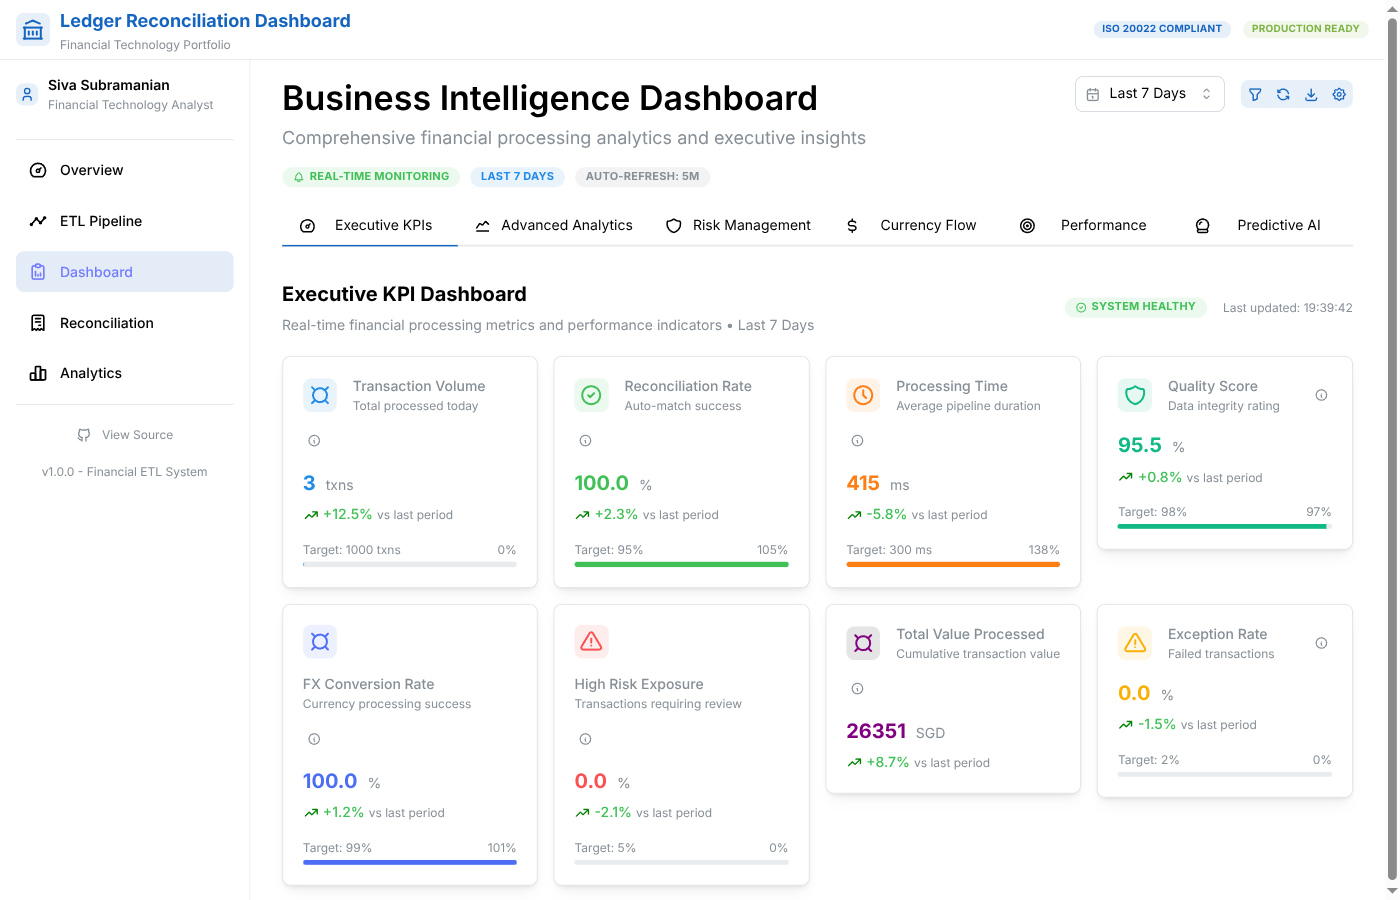 Ledger Reconciliation Dashboard
Financial Technology Portfolio
ISO 20022 COMPLIANT
PRODUCTION READY
Siva Subramanian
Financial Technology Analyst
Overview
ETL Pipeline
Dashboard
Reconciliation
Analytics
View Source
v1.0.0 - Financial ETL System
Business Intelligence Dashboard
Last 7 Days
Comprehensive financial processing analytics and executive insights
REAL-TIME MONITORING
LAST 7 DAYS
AUTO-REFRESH: 5M
Executive KPIs
Advanced Analytics
Risk Management
Currency Flow
Performance
Predictive AI
Executive KPI Dashboard
Real-time financial processing metrics and performance indicators • Last 7 Days
SYSTEM HEALTHY
Last updated: 19:39:42
Transaction Volume
Total processed today
3 txns
+12.5% vs last period
Target: 1000 txns 0%
Reconciliation Rate
Auto-match success
100.0 %
+2.3% vs last period
Target: 95% 105%
Processing Time
Average pipeline duration
415 ms
-5.8% vs last period
Target: 300 ms 138%
Quality Score
Data integrity rating
95.5 %
+0.8% vs last period
Target: 98% 97%
FX Conversion Rate
Currency processing success
100.0 %
+1.2% vs last period
Target: 99% 101%
High Risk Exposure
Transactions requiring review
0.0 %
-2.1% vs last period
Target: 5% 0%
Total Value Processed
Cumulative transaction value
26351 SGD
+8.7% vs last period
Exception Rate
Failed transactions
0.0 %
-1.5% vs last period
Target: 2% 0%